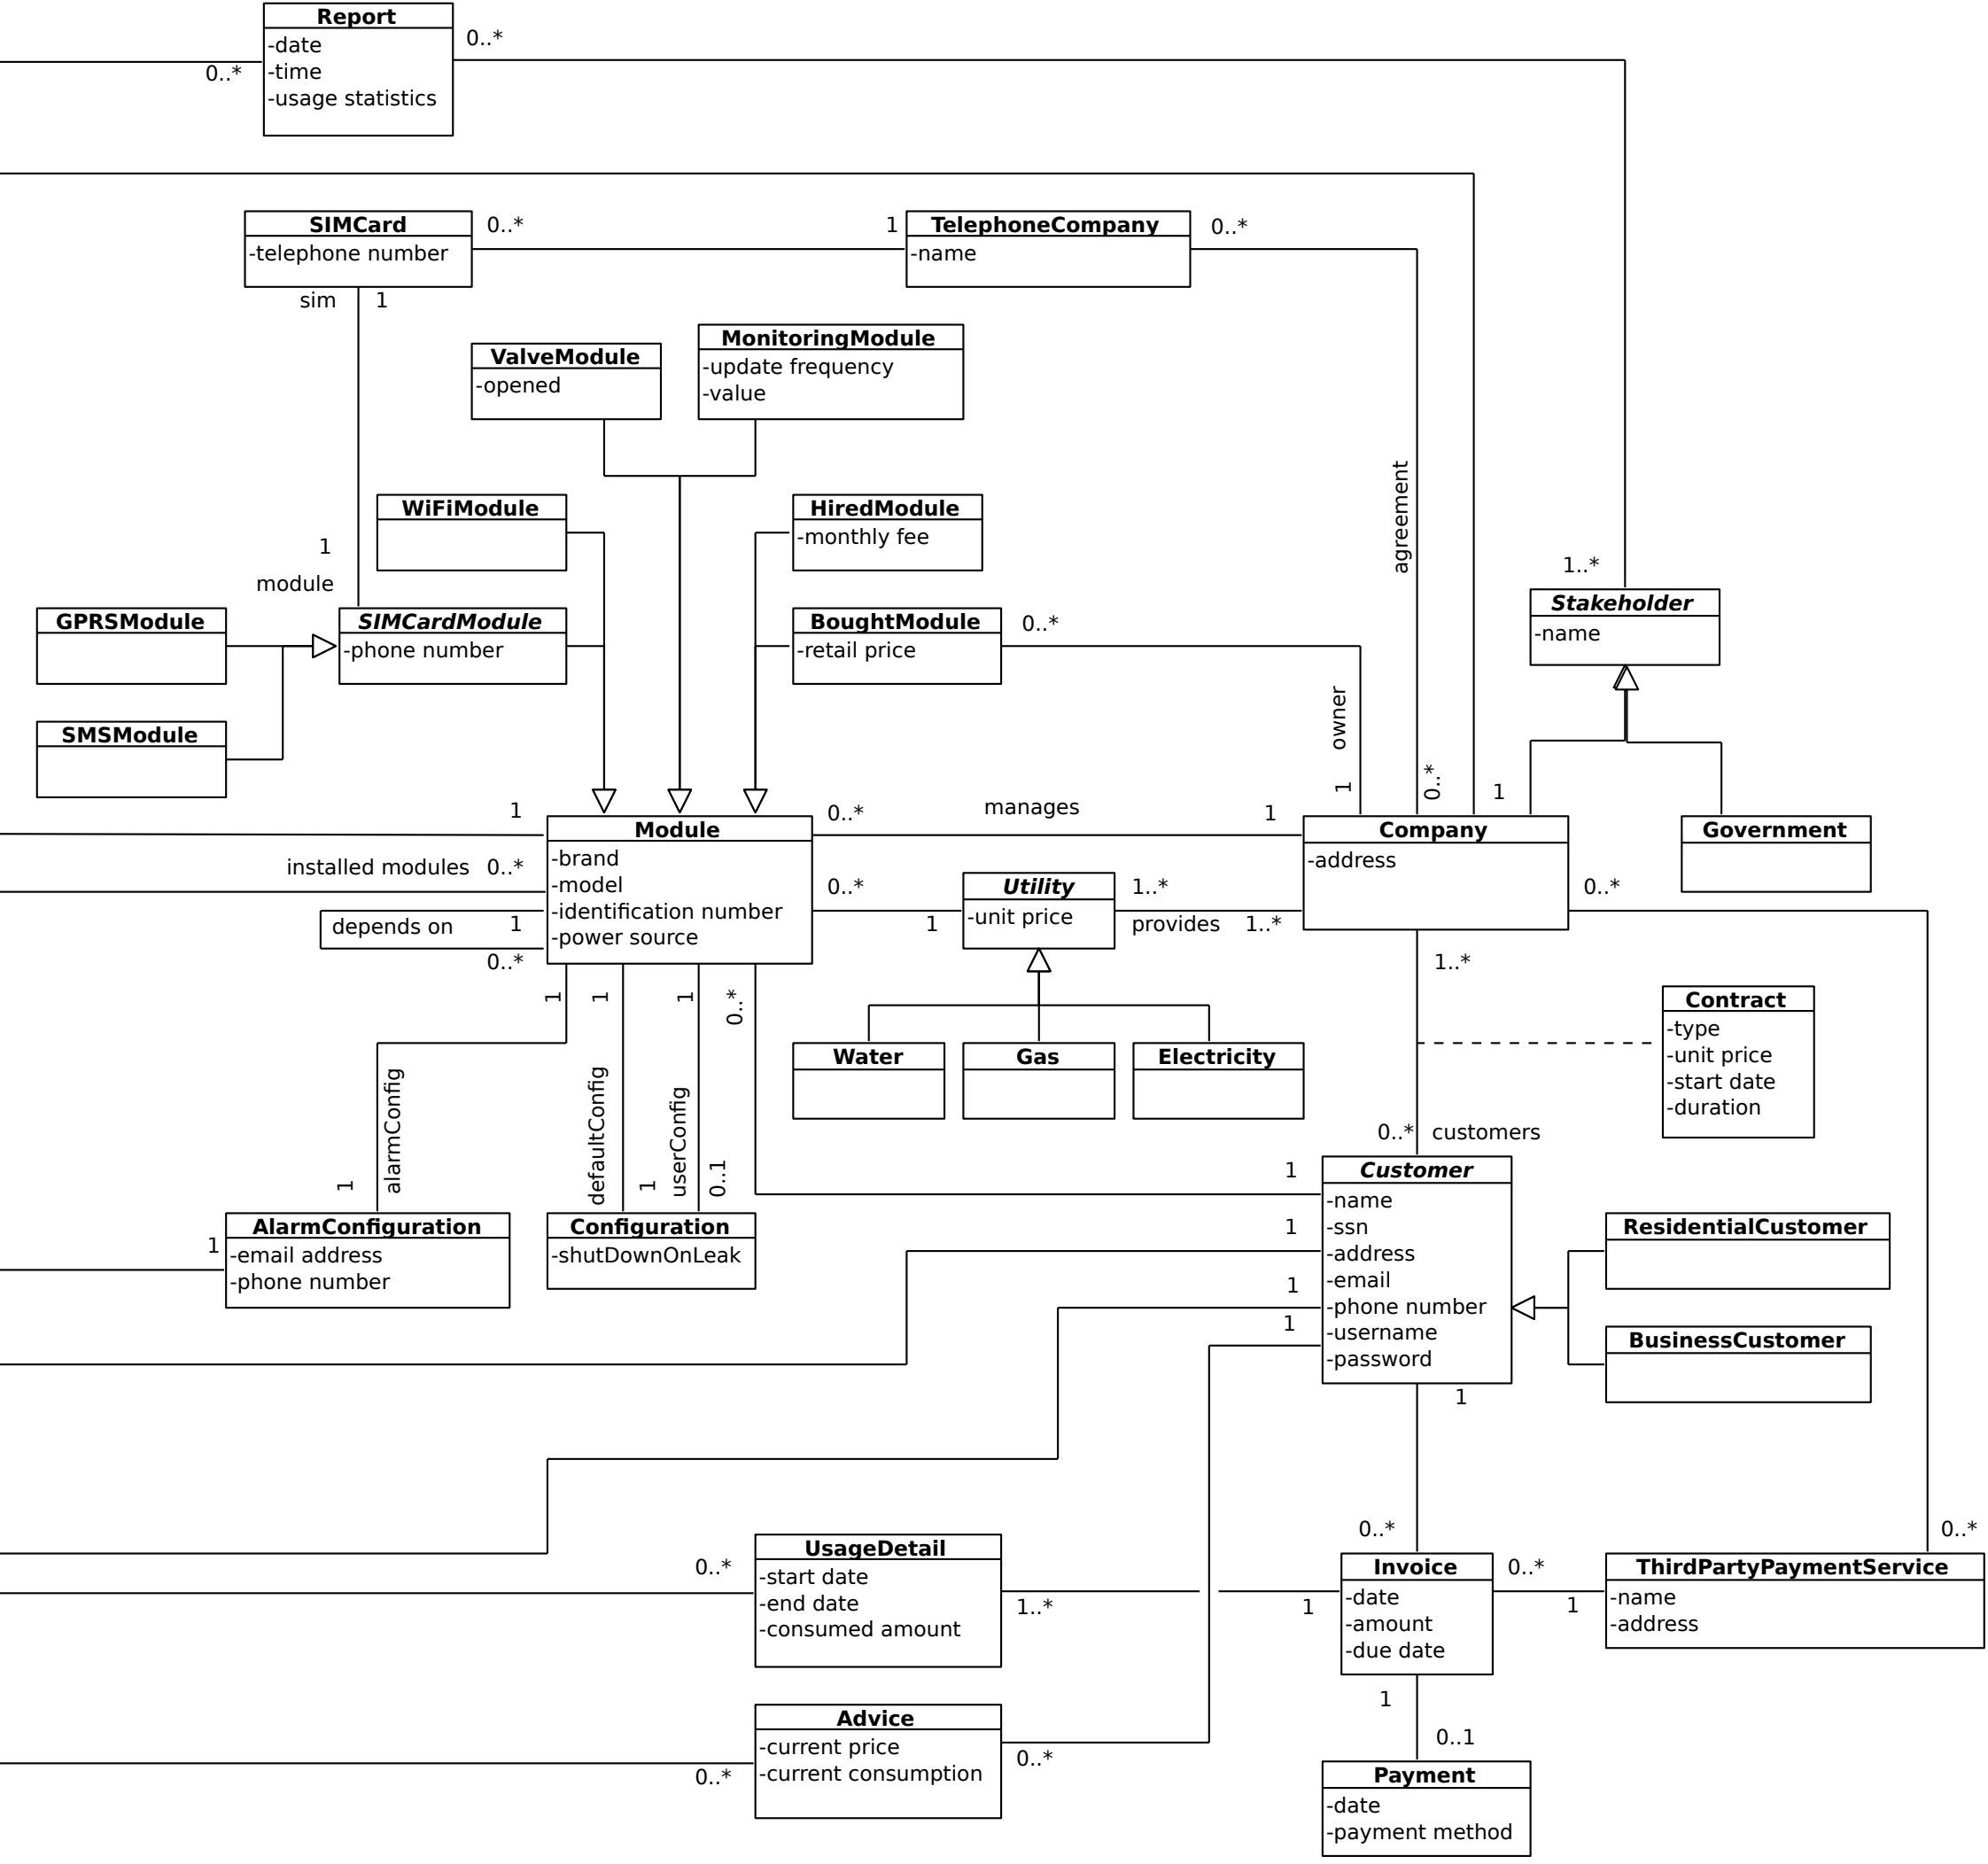 Report
-date
-time
-usage statistics
0..*
0..*
SIMCard
-telephone number
0..*
1
TelephoneCompany
-name
0..*
sim
1
ValveModule
-opened
MonitoringModule
-update frequency
-value
WiFiModule
HiredModule
-monthly fee
agreement
1
module
1..*
Stakeholder
-name
GPRSModule
SIMCardModule
-phone number
BoughtModule
-retail price
0..*
SMSModule
owner
1
0..*
1
1
0..*
manages
1
Module
-brand
-model
-identification number
-power source
Company
-address
Government
installed modules
0..*
depends on
1
0..*
0..*
1
Utility
-unit price
1..*
provides
1..*
0..*
1
1
1
0..*
1..*
Water
Gas
Electricity
Contract
-type
-unit price
-start date
-duration
alarmConfig
1
defaultConfig
1
userConfig
0..1
0..*
customers
1
Customer
-name
-ssn
-address
-email
-phone number
-username
-password
1
1
1
1
AlarmConfiguration
-email address
-phone number
1
Configuration
-shutDownOnLeak
ResidentialCustomer
BusinessCustomer
0..*
0..*
UsageDetail
-start date
-end date
-consumed amount
0..*
1..*
1
Invoice
-date
-amount
-due date
0..*
1
ThirdPartyPaymentService
-name
-address
1
0..1
Advice
-current price
-current consumption
0..*
0..*
Payment
-date
-payment method